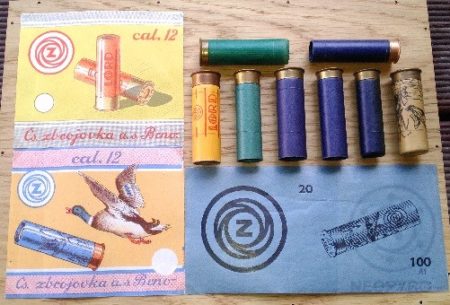 cal. 12
Z
LORD
Čs. zbrojovka a.s. Brno.
cal. 12
Z
Čs. zbrojovka a.s. Brno.
LORD
20
Z
100